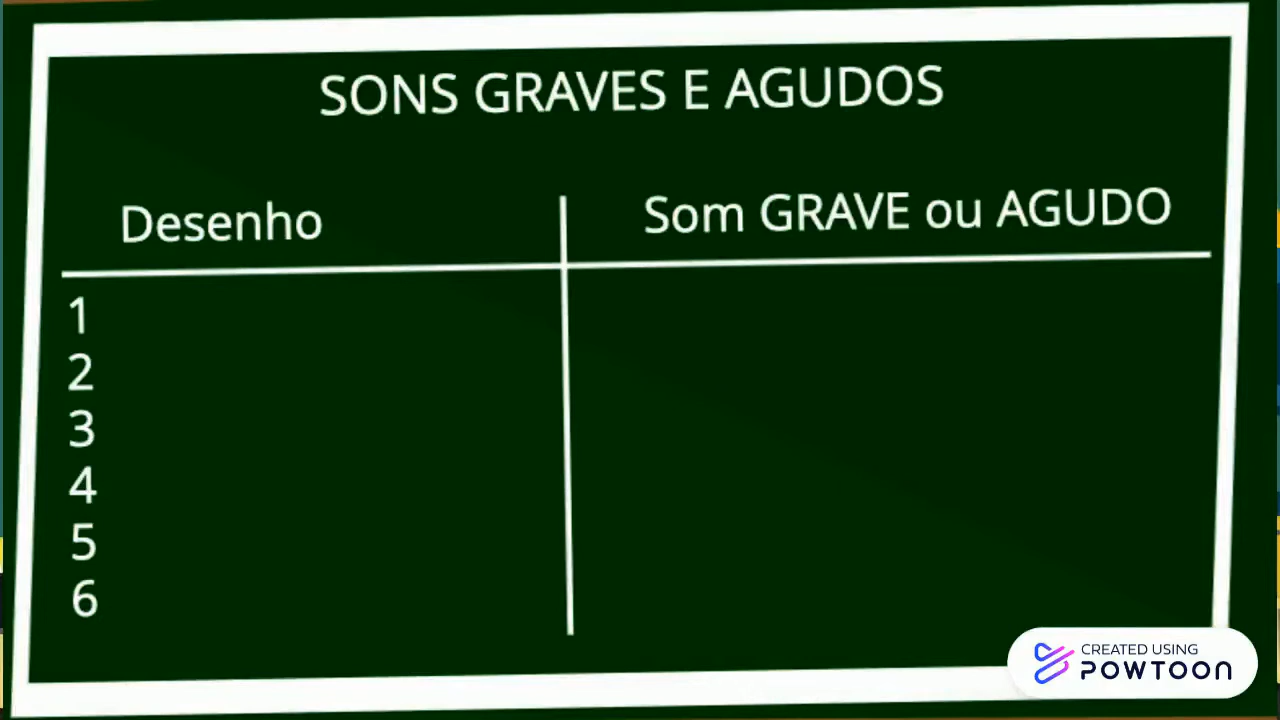 SONS GRAVES E AGUDOS
Desenho
Som GRAVE ou AGUDO
1
2
3
4
5
6
CREATED USING
POWTOON